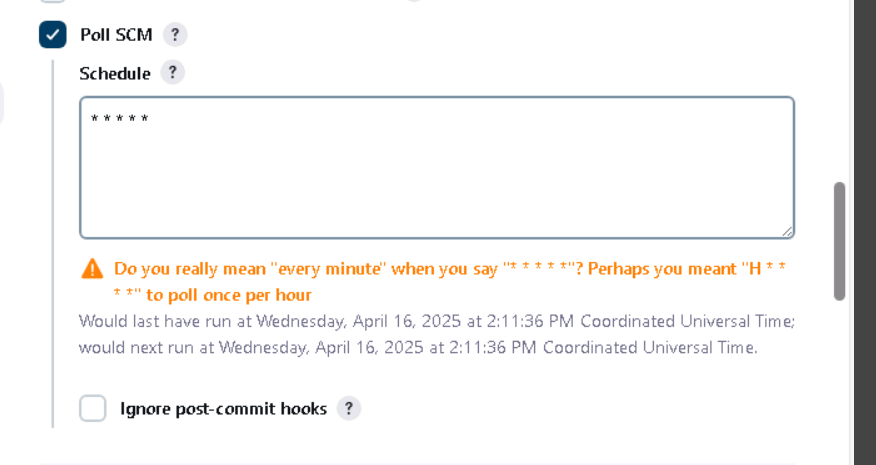 Poll SCM ?
Schedule ?
* * * * *
Do you really mean "every minute" when you say "* * * * *"? Perhaps you meant "H * *
* *" to poll once per hour
Would last have run at Wednesday, April 16, 2025 at 2:11:36 PM Coordinated Universal Time;
would next run at Wednesday, April 16, 2025 at 2:11:36 PM Coordinated Universal Time.
Ignore post-commit hooks ?